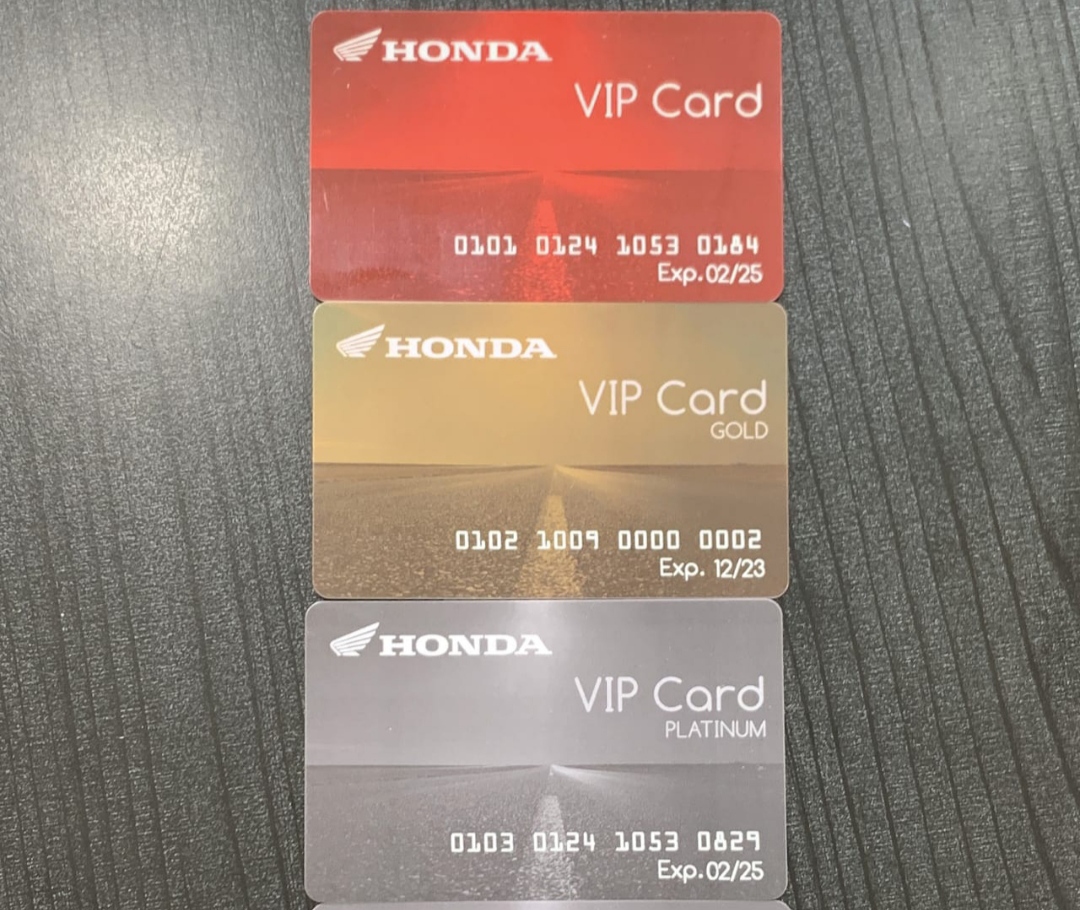 HONDA
VIP Card
0101 0124 1053 0184
Exp. 02/25
HONDA
VIP Card
GOLD
0102 1009 0000 0002
Exp. 12/23
HONDA
VIP Card
PLATINUM
0103 0124 1053 0829
Exp. 02/25